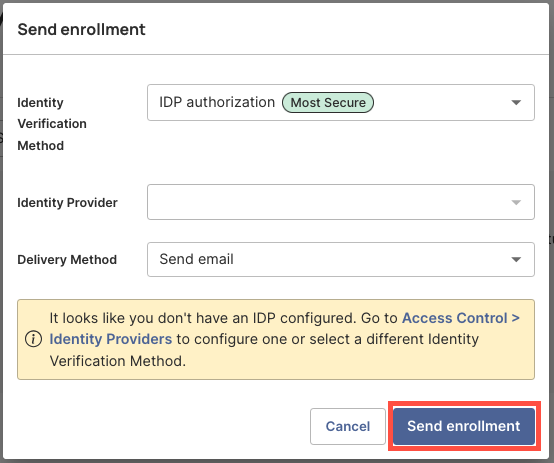 Send enrollment
Identity
Verification
Method
IDP authorization Most Secure
Identity Provider
Delivery Method
Send email
It looks like you don't have an IDP configured. Go to Access Control >
Identity Providers to configure one or select a different Identity
Verification Method.
Cancel
Send enrollment